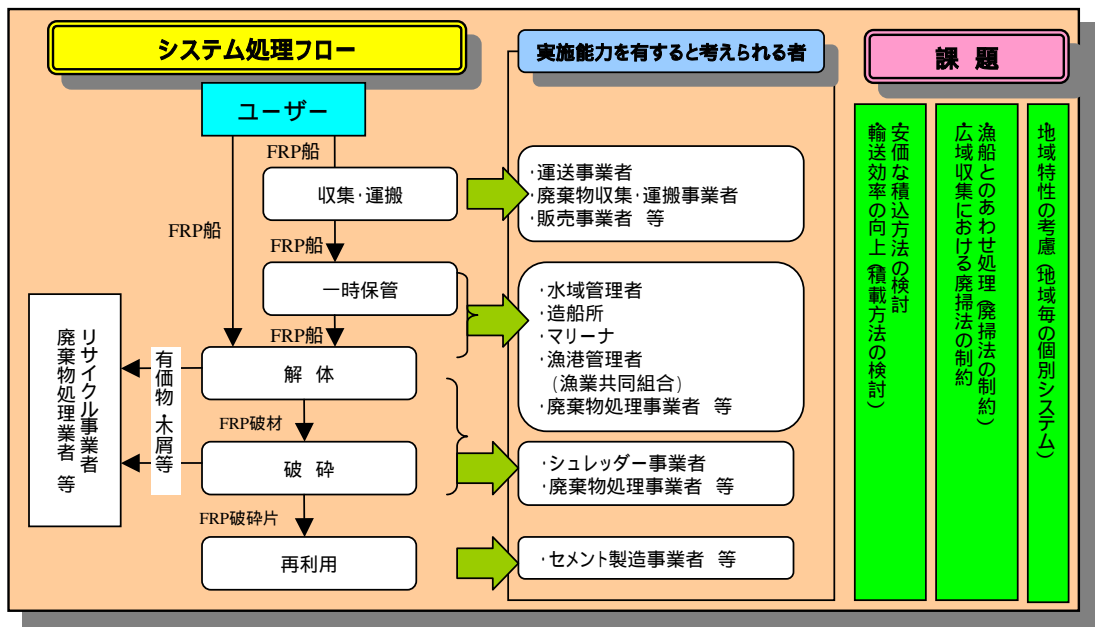 システム処理フロー
実施能力を有すると考えられる者
課 題
ユーザー
FRP船
FRP船
収集・運搬
FRP船
一時保管
FRP船
解 体
FRP破材
破 砕
FRP破砕片
再利用
有価物・木屑等
リサイクル事業者
廃棄物処理業者 等
・運送事業者
・廃棄物収集・運搬事業者
・販売事業者 等
・水域管理者
・造船所
・マリーナ
・漁港管理者
（漁業共同組合）
・廃棄物処理事業者 等
・シュレッダー事業者
・廃棄物処理事業者 等
・セメント製造事業者 等
安価な積込方法の検討
輸送効率の向上（積載方法の検討）
漁船とのあわせ処理（廃掃法の制約）
広域収集における廃掃法の制約
地域特性の考慮（地域毎の個別システム）